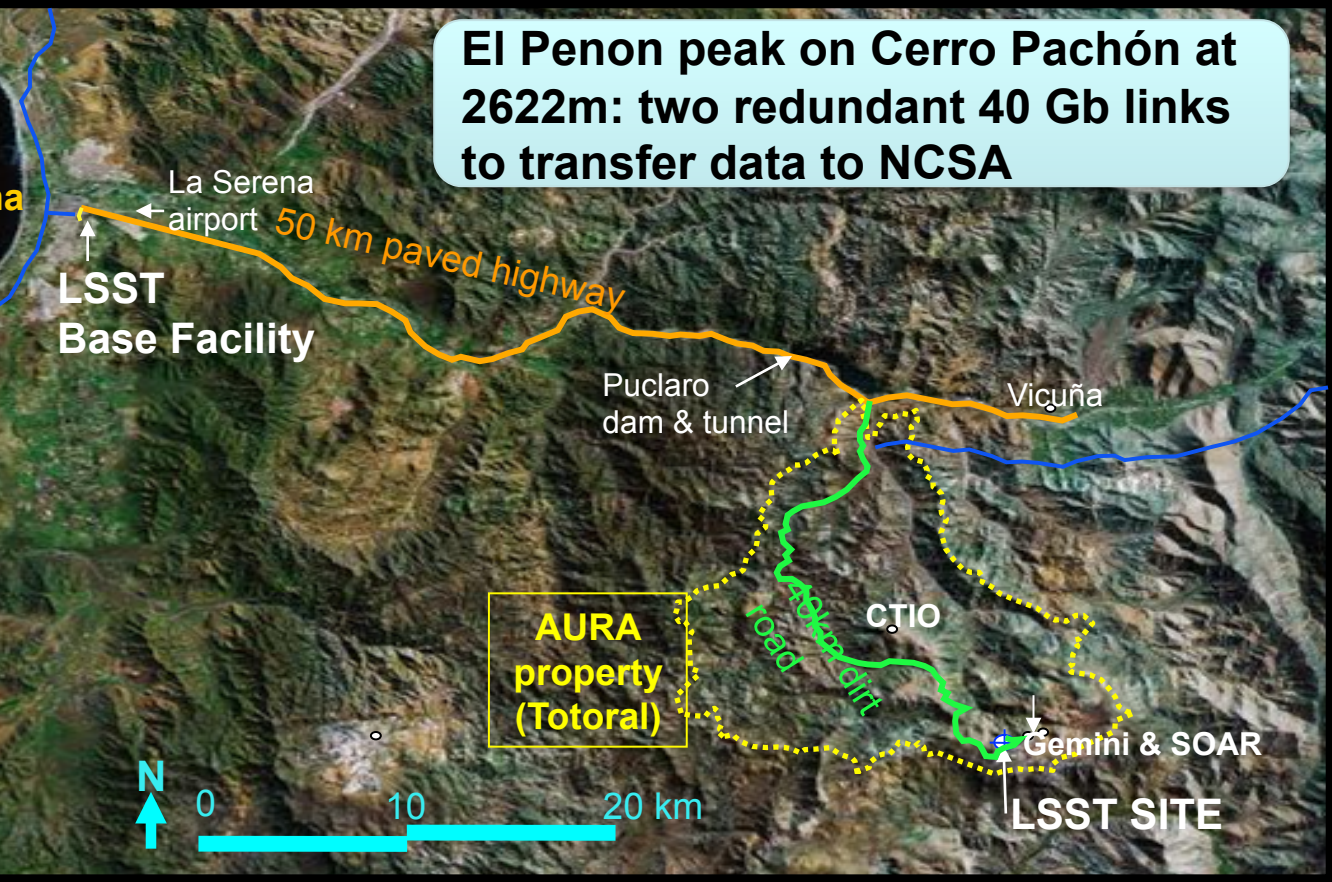 El Penon peak on Cerro Pachón at
2622m: two redundant 40 Gb links
to transfer data to NCSA
La Serena
airport
50 km paved highway
LSST
Base Facility
Puclaro
dam & tunnel
Vicuña
AURA
property
(Totoral)
40km dirt
road
CTIO
Gemini & SOAR
LSST SITE
N
0 10 20 km